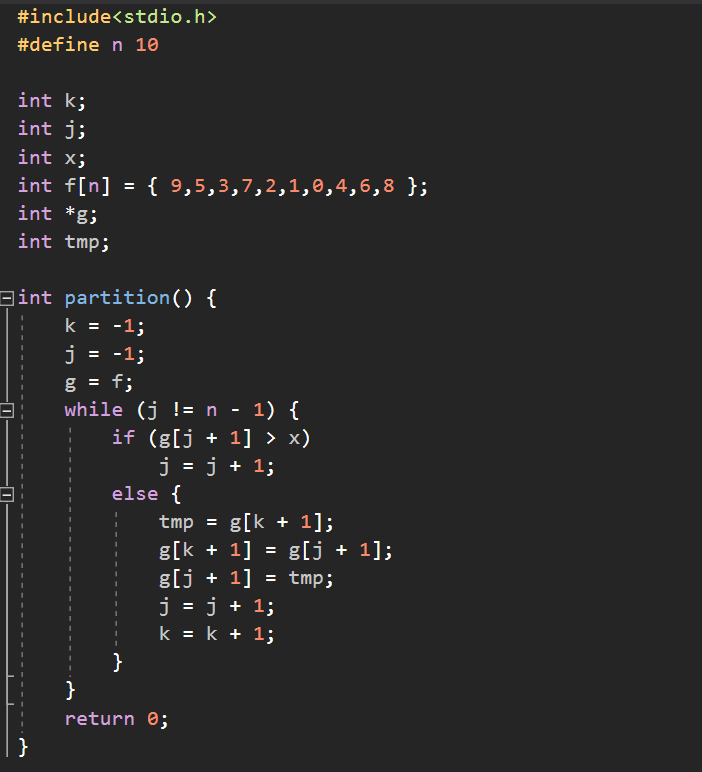 #include<stdio.h>
#define n 10
int k;
int j;
int x;
int f[n] = { 9,5,3,7,2,1,0,4,6,8 };
int *g;
int tmp;
int partition() {
    k = -1;
    j = -1;
    g = f;
    while (j != n - 1) {
        if (g[j + 1] > x)
            j = j + 1;
        else {
            tmp = g[k + 1];
            g[k + 1] = g[j + 1];
            g[j + 1] = tmp;
            j = j + 1;
            k = k + 1;
        }
    }
    return 0;
}